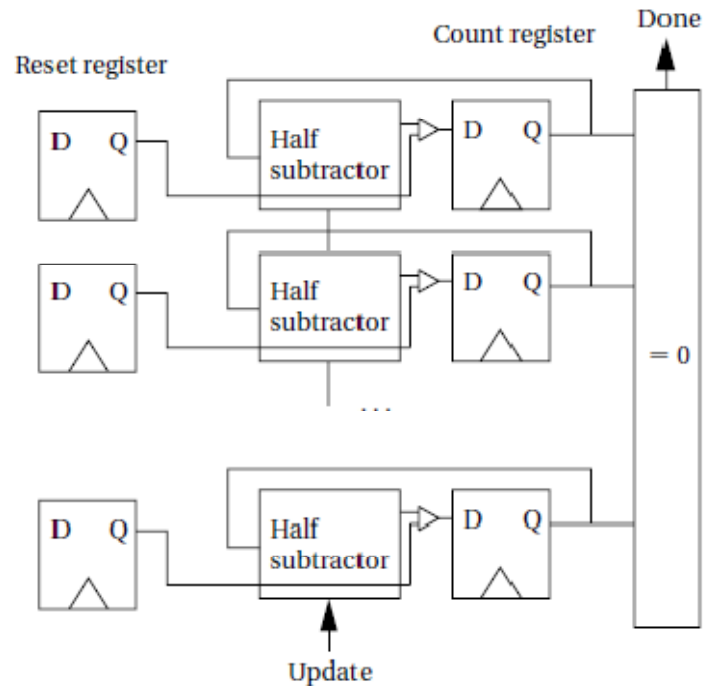 Done
Count register
Reset register
D Q
Half
subtractor
D Q
D Q
Half
subtractor
D Q
= 0
...
D Q
Half
subtractor
D Q
Update